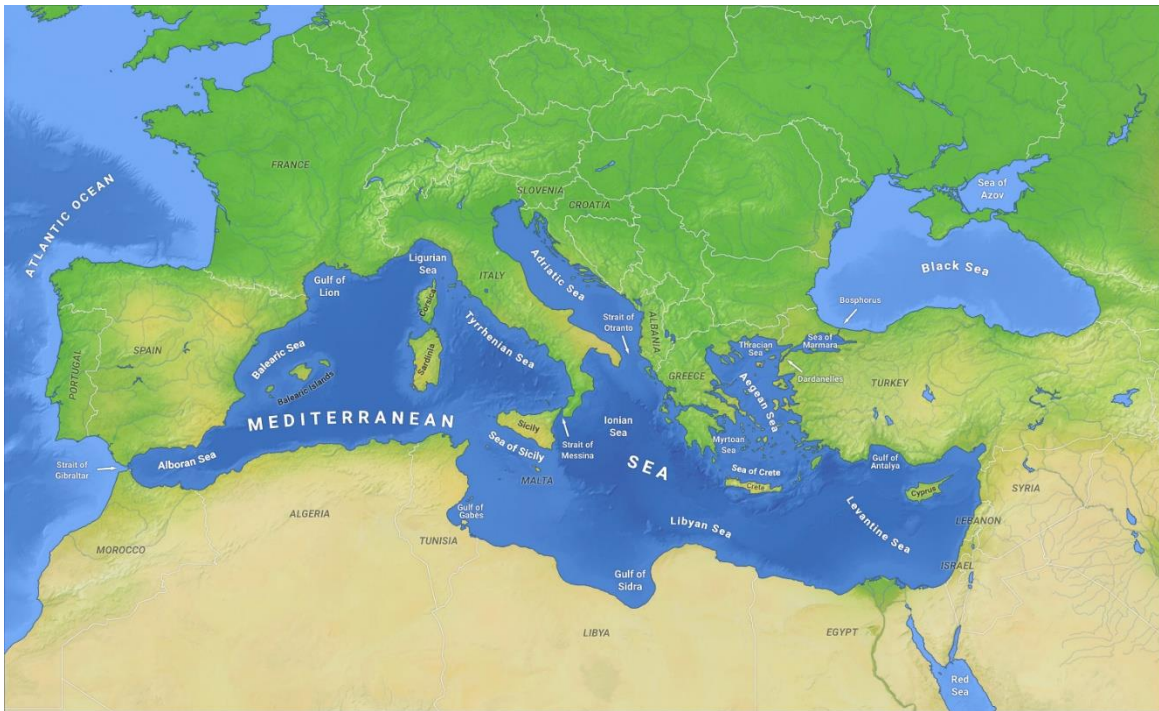 ATLANTIC OCEAN
FRANCE
SLOVENIA
CROATIA
Sea of
Azov
Black Sea
Ligurian
Sea
ITALY
Adriatic Sea
Gulf of
Lion
Corsica
Bosphorus
Strait of
Otranto
ALBANIA
Tyrrhenian Sea
Thracian
Sea
Sea of
Marmara
SPAIN
PORTUGAL
Balearic Sea
Sardinia
Balearic Islands
GREECE
Aegean Sea
Dardanelles
TURKEY
MEDITERRANEAN
SEA
Sicily
Ionian
Sea
Myrtoan
Sea
Sea of Sicily
Strait of
Messina
Strait of
Gibraltar
Alboran Sea
MALTA
Sea of Crete
Crete
Gulf of
Antalya
Cyprus
SYRIA
Gulf of
Gabes
ALGERIA
TUNISIA
Libyan Sea
Levantine Sea
LEBANON
MOROCCO
ISRAEL
Gulf of
Sidra
LIBYA
EGYPT
Red
Sea